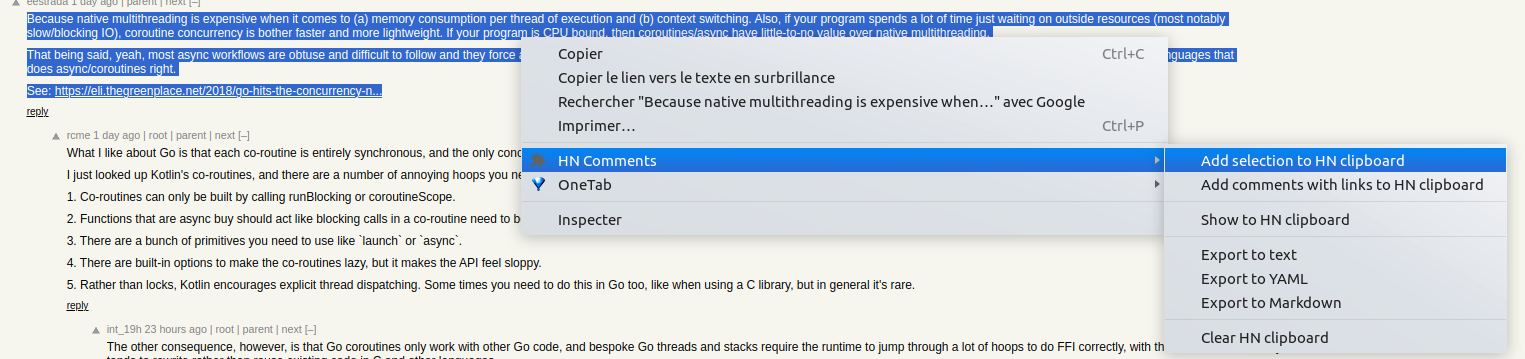 eestrada 1 day ago | root | parent | next [–]
Because native multithreading is expensive when it comes to (a) memory consumption per thread of execution and (b) context switching. Also, if your program spends a lot of time just waiting on outside resources (most notably
slow/blocking IO), coroutine concurrency is bother faster and more lightweight. If your program is CPU bound, then coroutines/async have little-to-no value over native multithreading.
That being said, yeah, most async workflows are obtuse and difficult to follow and they force a
nguages that
does async/coroutines right.
See: https://eli.thegreenplace.net/2018/go-hits-the-concurrency-n...
reply
Copier Ctrl+C
Copier le lien vers le texte en surbrillance
Rechercher "Because native multithreading is expensive when…" avec Google
Imprimer… Ctrl+P
HN Comments
OneTab
Inspecter
Add selection to HN clipboard
Add comments with links to HN clipboard
Show to HN clipboard
Export to text
Export to YAML
Export to Markdown
Clear HN clipboard
rcme 1 day ago | root | parent | next [–]
What I like about Go is that each co-routine is entirely synchronous, and the only conc
I just looked up Kotlin's co-routines, and there are a number of annoying hoops you ne
1. Co-routines can only be built by calling runBlocking or coroutineScope.
2. Functions that are async buy should act like blocking calls in a co-routine need to b
3. There are a bunch of primitives you need to use like `launch` or `async`.
4. There are built-in options to make the co-routines lazy, but it makes the API feel sloppy.
5. Rather than locks, Kotlin encourages explicit thread dispatching. Some times you need to do this in Go too, like when using a C library, but in general it's rare.
reply
int_19h 23 hours ago | root | parent | next [–]
The other consequence, however, is that Go coroutines only work with other Go code, and bespoke Go threads and stacks require the runtime to jump through a lot of hoops to do FFI correctly, with th